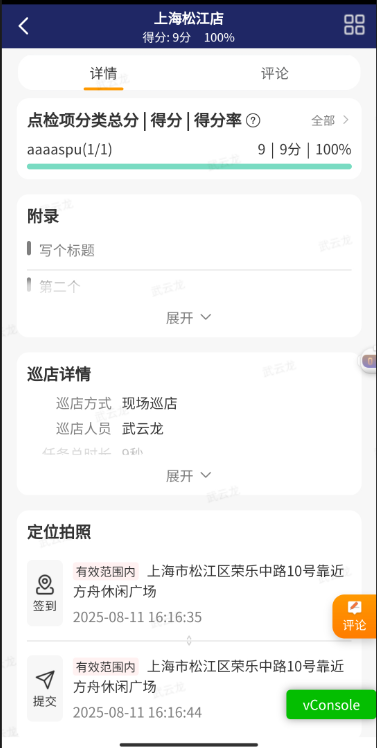 上海松江店
得分: 9分 100%
详情 评论
点检项分类总分 | 得分 | 得分率 ? 全部
aaaaspu(1/1) 9 | 9分 | 100%
附录
写个标题
第二个
展开
巡店详情
巡店方式 现场巡店
巡店人员 武云龙
任务总时长 9秒
展开
定位拍照
签到
有效范围内 上海市松江区荣乐中路10号靠近
方舟休闲广场
2025-08-11 16:16:35
评论
提交
有效范围内 上海市松江区荣乐中路10号靠近
方舟休闲广场
2025-08-11 16:16:44
vConsole
武云龙